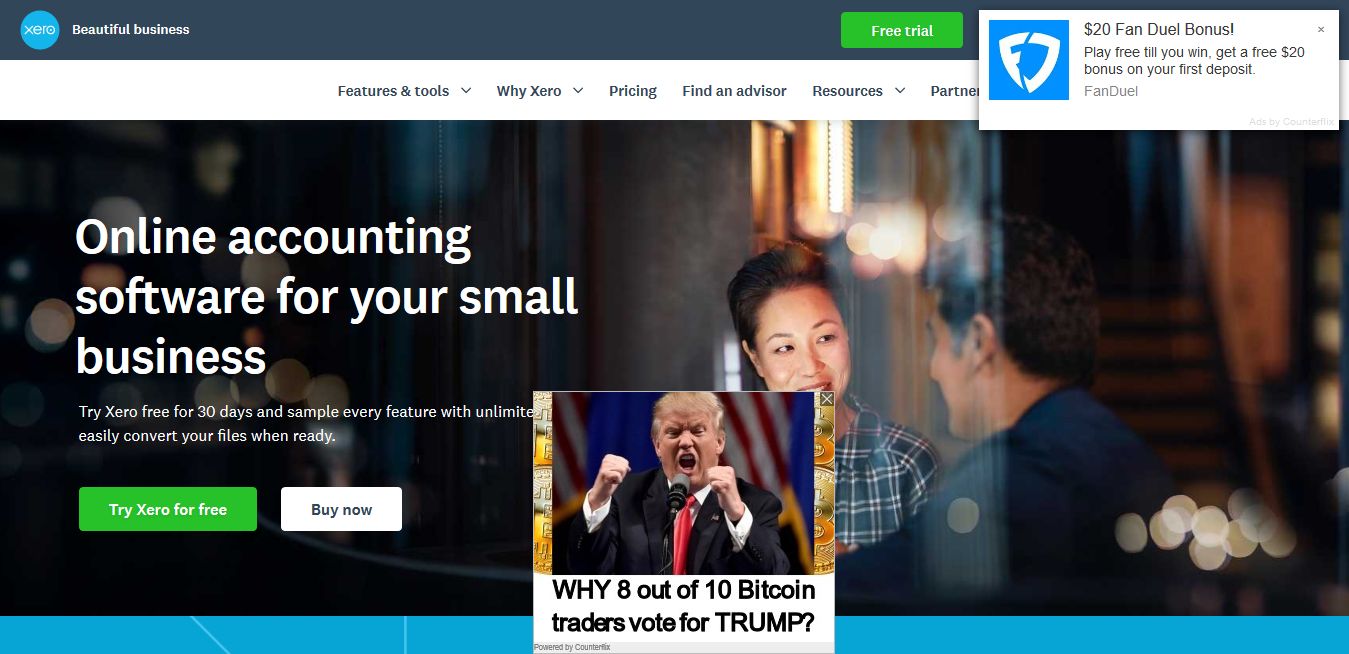 xero
Beautiful business
Free trial
$20 Fan Duel Bonus!
×
Play free till you win, get a free $20
bonus on your first deposit.
FanDuel
Ads by Counterflix
Features & tools
Why Xero
Pricing
Find an advisor
Resources
Online accounting
software for your small
business
Try Xero free for 30 days and sample every feature with
easily convert your files when ready.
Try Xero for free
Buy now
WHY 8 out of 10 Bitcoin
traders vote for TRUMP?
Powered by Counterflix